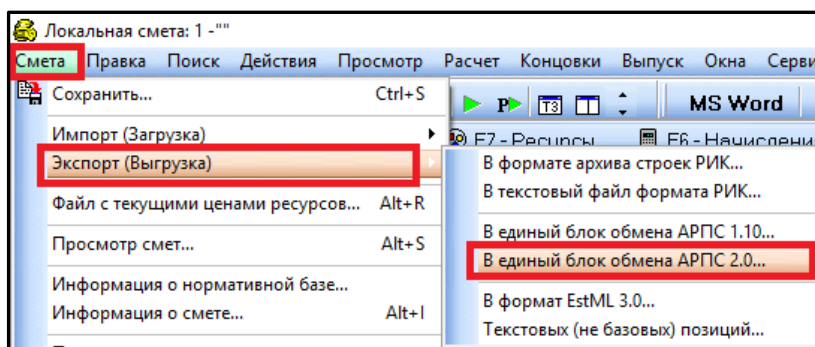 Локальная смета: 1 -""
Смета Правка Поиск Действия Просмотр Расчет Концовки Выпуск Окна Серви
Сохранить... Ctrl+S
P ТЗ MS Word
Импорт (Загрузка)
F7 - Ресурсы F6 - Начислени
Экспорт (Выгрузка)
В формате архива строк РИК...
В текстовый файл формата РИК...
Файл с текущими ценами ресурсов... Alt+R
В единый блок обмена АРПС 1.10...
Просмотр смет... Alt+S
В единый блок обмена АРПС 2.0...
Информация о нормативной базе...
В формат EstML 3.0...
Информация о смете... Alt+I
Текстовых (не базовых) позиций...